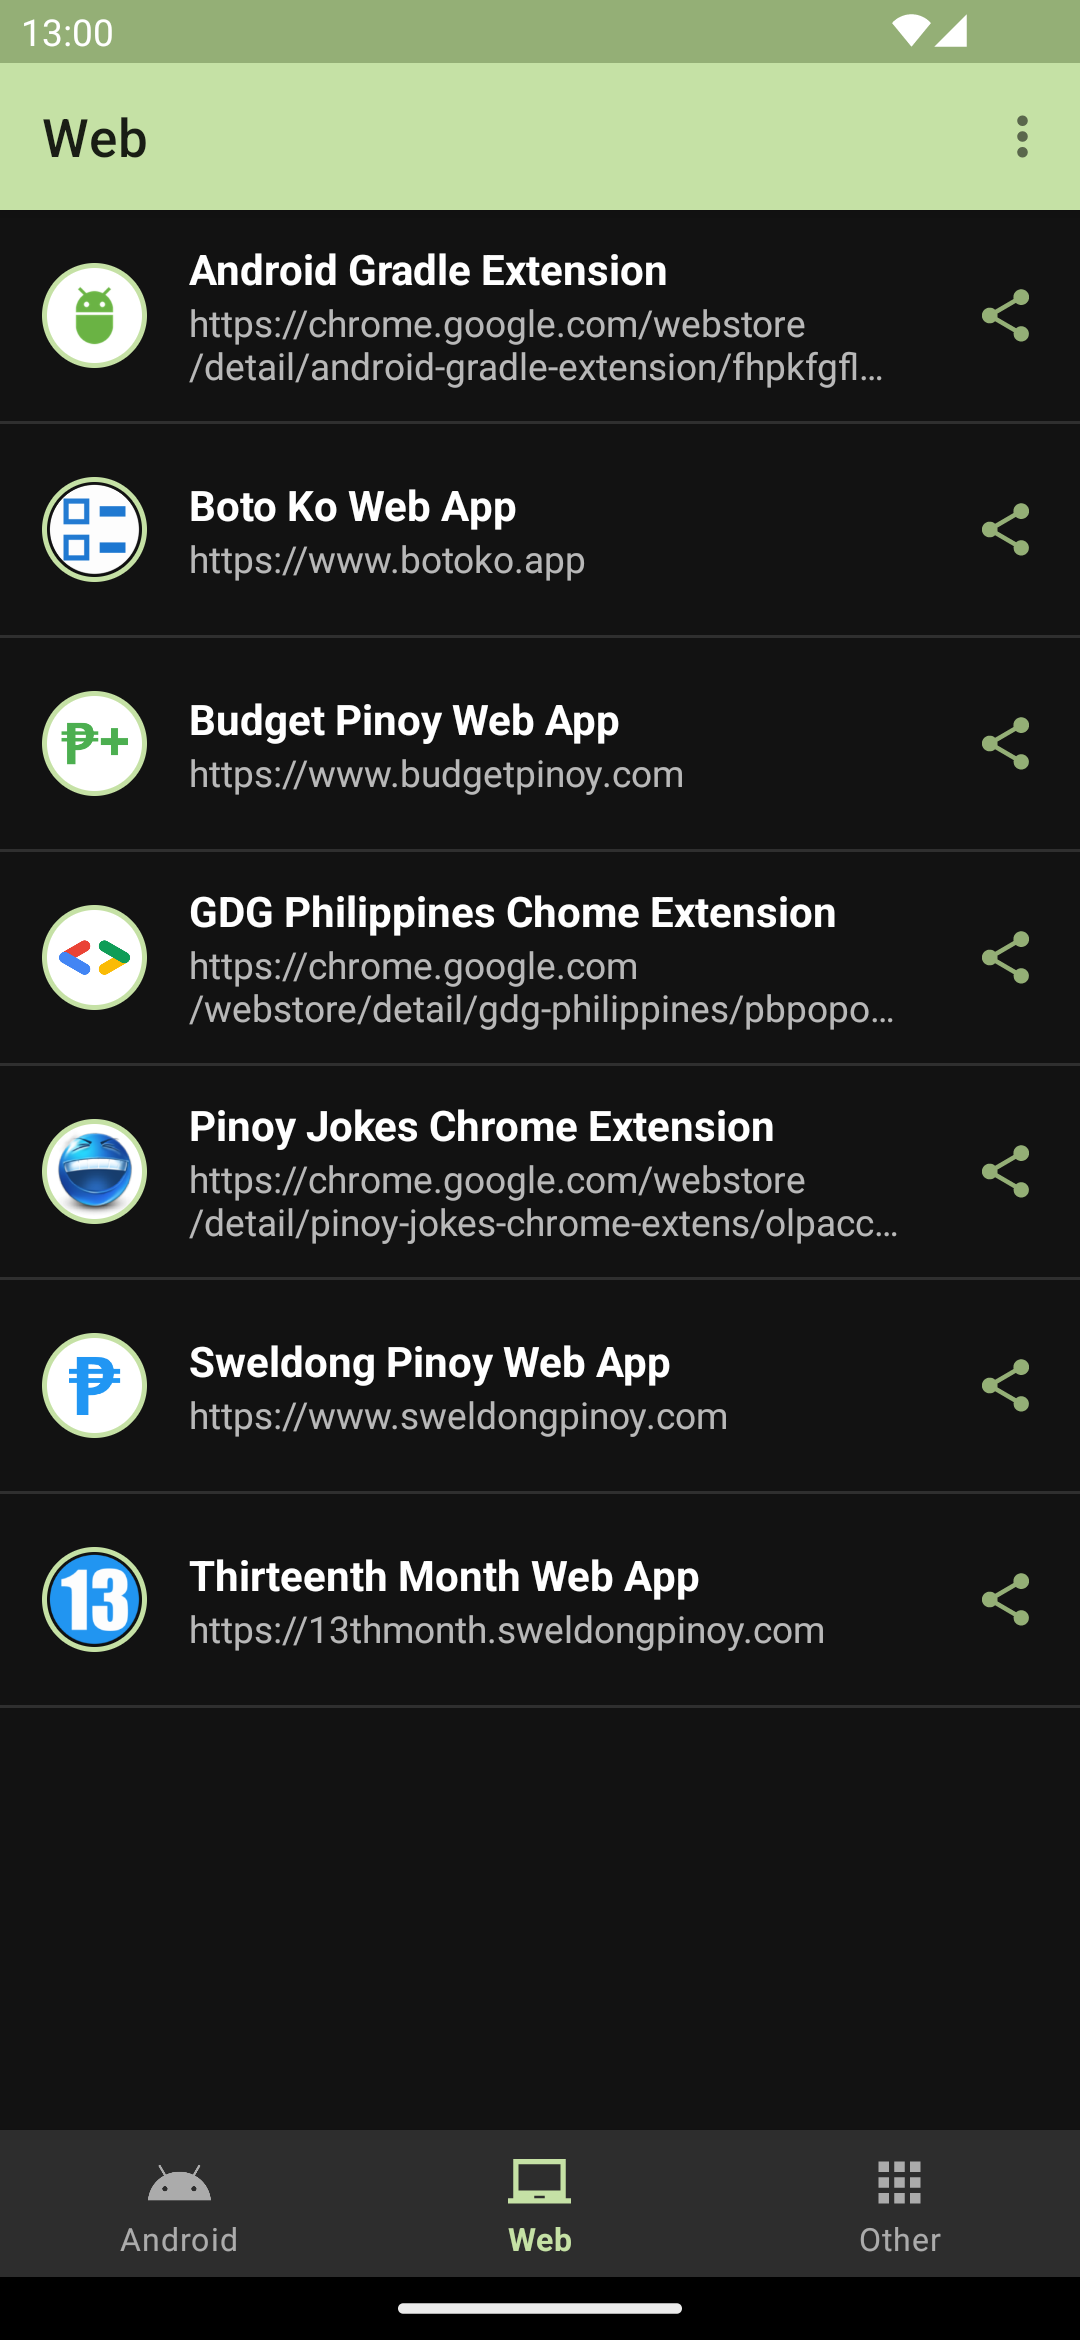 13:00
Web
Android Gradle Extension
https://chrome.google.com/webstore
/detail/android-gradle-extension/fhpkfgfl...
Boto Ko Web App
https://www.botoko.app
₱+
Budget Pinoy Web App
https://www.budgetpinoy.com
GDG Philippines Chome Extension
https://chrome.google.com
/webstore/detail/gdg-philippines/pbpopo...
Pinoy Jokes Chrome Extension
https://chrome.google.com/webstore
/detail/pinoy-jokes-chrome-extens/olpacc...
₱
Sweldong Pinoy Web App
https://www.sweldongpinoy.com
13
Thirteenth Month Web App
https://13thmonth.sweldongpinoy.com
Android
Web
Other